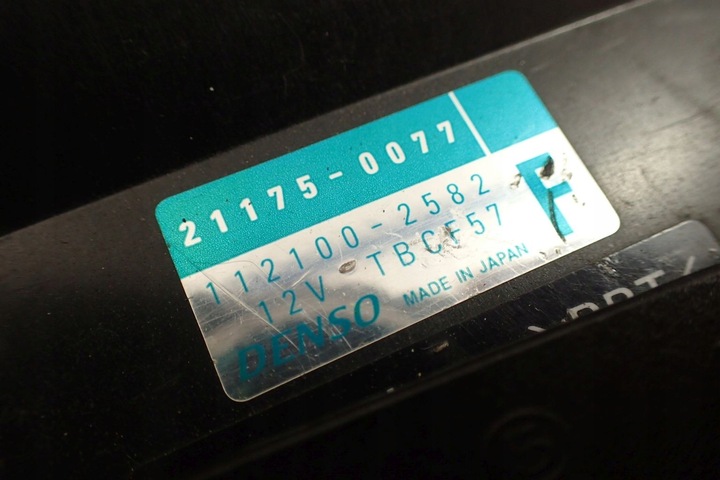 21175-0077
112100-2582
12V TBCF57
DENSO MADE IN JAPAN
F